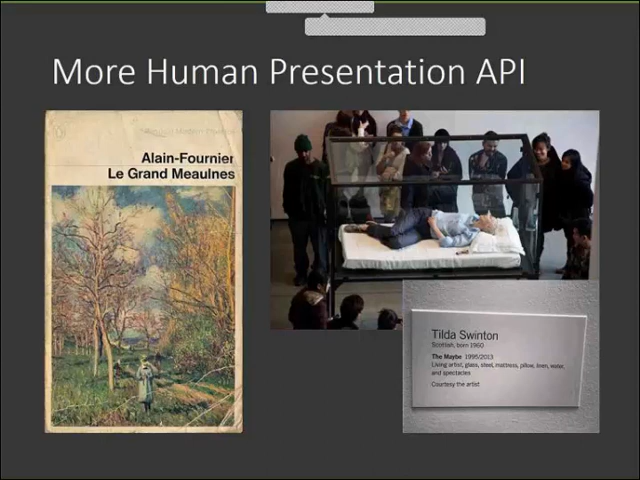 More Human Presentation API
Alain-Fournier
Le Grand Meaulnes
Tilda Swinton
Scottish, born 1960
The Maybe 1995/2013
Living artist, glass, steel, mattress, pillow, linen, water,
and spectacles
Courtesy the artist